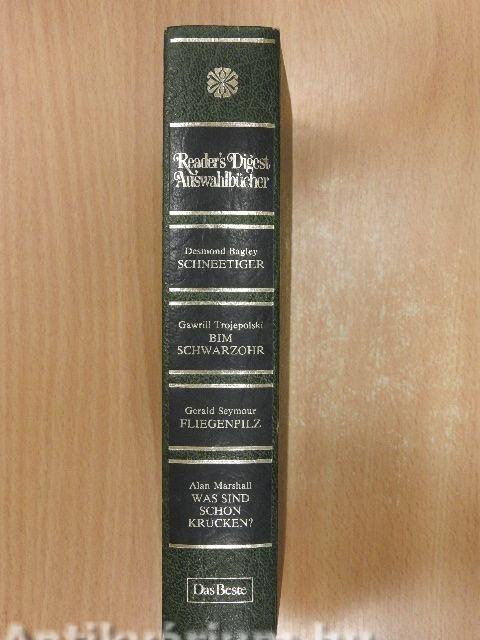 Reader's Digest
Auswahlbücher
Desmond Bagley
SCHNEETIGER
Gawrill Trojepolski
BIM
SCHWARZOHR
Gerald Seymour
FLIEGENPILZ
Alan Marshall
WAS SIND
SCHON
KRÜCKEN?
Das Beste